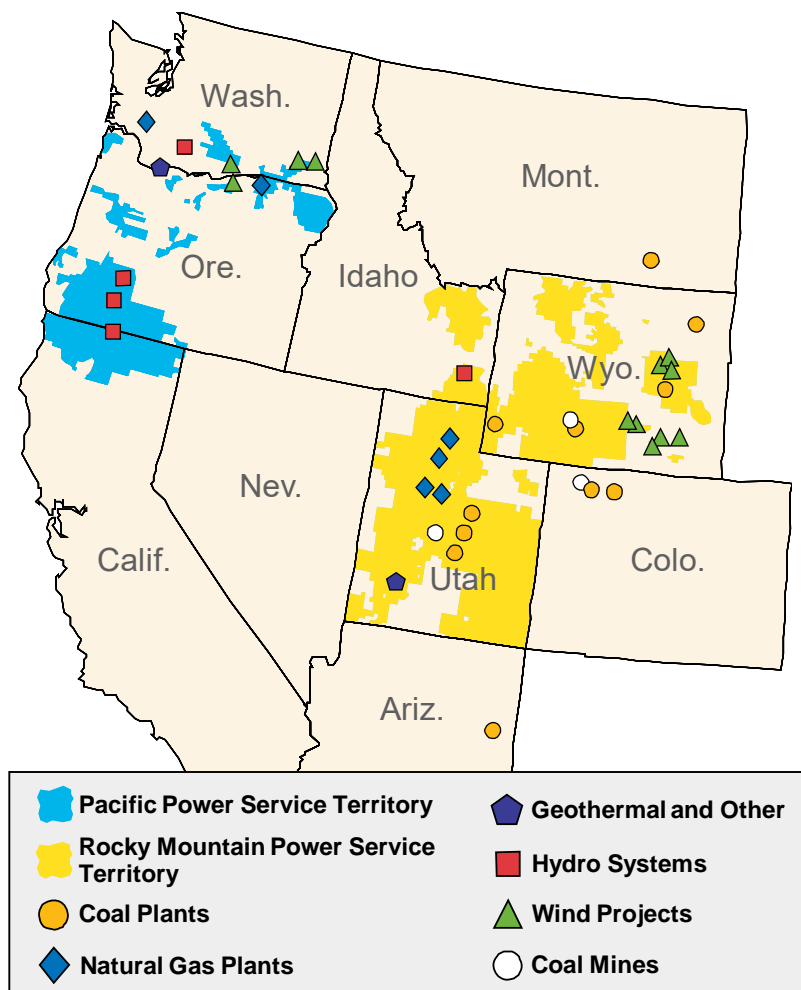 Wash.
Mont.
Ore.
Idaho
Wyo.
Nev.
Calif.
Utah
Colo.
Ariz.
Pacific Power Service Territory
Rocky Mountain Power Service
Territory
Coal Plants
Natural Gas Plants
Geothermal and Other
Hydro Systems
Wind Projects
Coal Mines